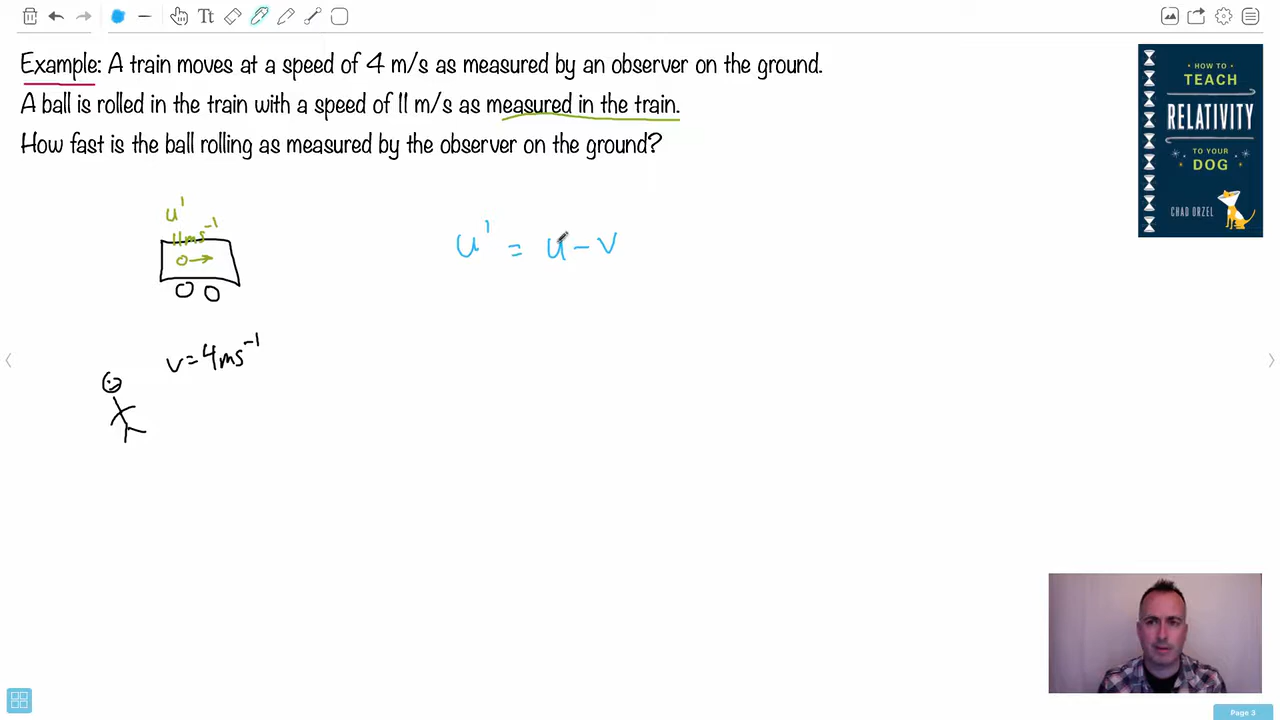 Tt
Example: A train moves at a speed of 4 m/s as measured by an observer on the ground.
A ball is rolled in the train with a speed of 11 m/s as measured in the train.
How fast is the ball rolling as measured by the observer on the ground?
HOW TO
TEACH
RELATIVITY
TO YOUR
DOG
CHAD ORZEL
u'
11ms⁻¹
u' = u - v
v = 4ms⁻¹
Page 3